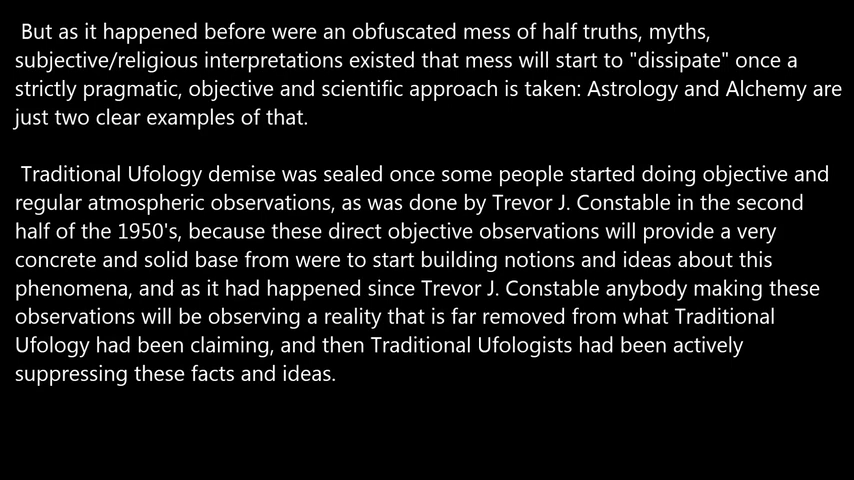 But as it happened before were an obfuscated mess of half truths, myths,
subjective/religious interpretations existed that mess will start to "dissipate" once a
strictly pragmatic, objective and scientific approach is taken: Astrology and Alchemy are
just two clear examples of that.
Traditional Ufology demise was sealed once some people started doing objective and
regular atmospheric observations, as was done by Trevor J. Constable in the second
half of the 1950's, because these direct objective observations will provide a very
concrete and solid base from were to start building notions and ideas about this
phenomena, and as it had happened since Trevor J. Constable anybody making these
observations will be observing a reality that is far removed from what Traditional
Ufology had been claiming, and then Traditional Ufologists had been actively
suppressing these facts and ideas.